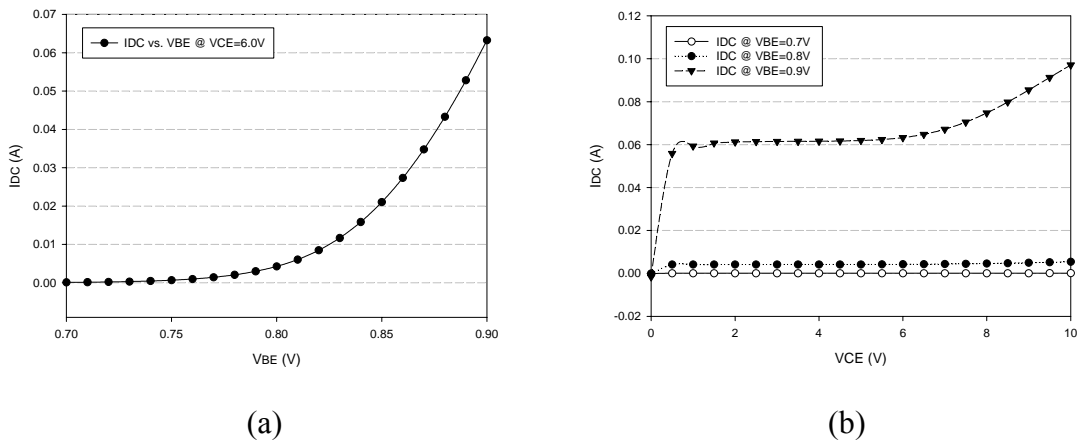 0.07
0.06
0.05
0.04
0.03
0.02
0.01
0.00
IDC (A)
IDC vs. VBE @ VCE=6.0V
0.70
0.75
0.80
0.85
0.90
VBE (V)
(a)
0.12
0.10
0.08
0.06
0.04
0.02
0.00
-0.02
IDC (A)
IDC @ VBE=0.7V
IDC @ VBE=0.8V
IDC @ VBE=0.9V
0
2
4
6
8
10
VCE (V)
(b)